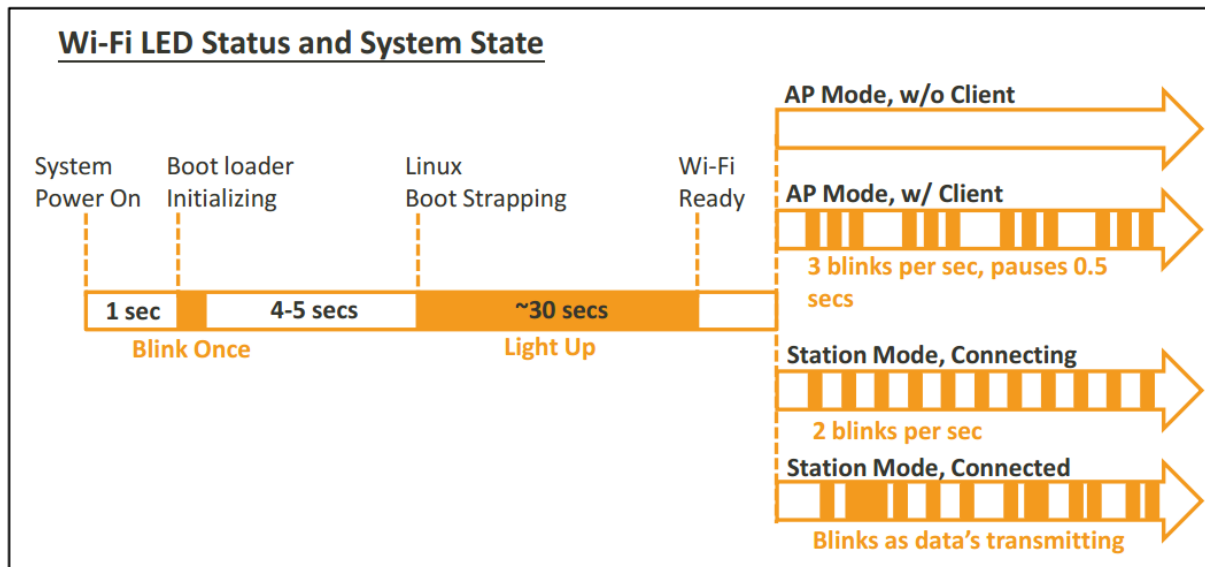 Wi-Fi LED Status and System State
System
Power On
Boot loader
Initializing
Linux
Boot Strapping
Wi-Fi
Ready
1 sec
4-5 secs
~30 secs
Blink Once
Light Up
AP Mode, w/o Client
AP Mode, w/ Client
3 blinks per sec, pauses 0.5
secs
Station Mode, Connecting
2 blinks per sec
Station Mode, Connected
Blinks as data's transmitting